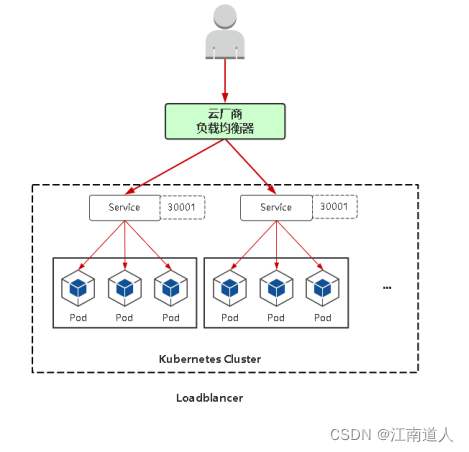 云厂商
负载均衡器
Service 30001 Service 30001
Pod Pod Pod Pod Pod Pod
...
Kubernetes Cluster
Loadblancer
CSDN @江南道人